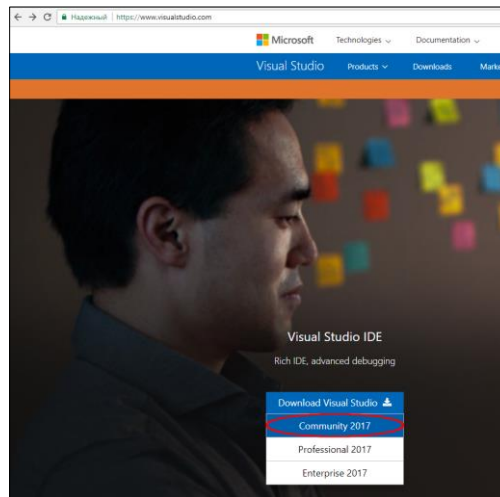 Надежный https://www.visualstudio.com
Microsoft Technologies Documentation
Visual Studio Products Downloads
Visual Studio IDE
Rich IDE, advanced debugging
Download Visual Studio
Community 2017
Professional 2017
Enterprise 2017